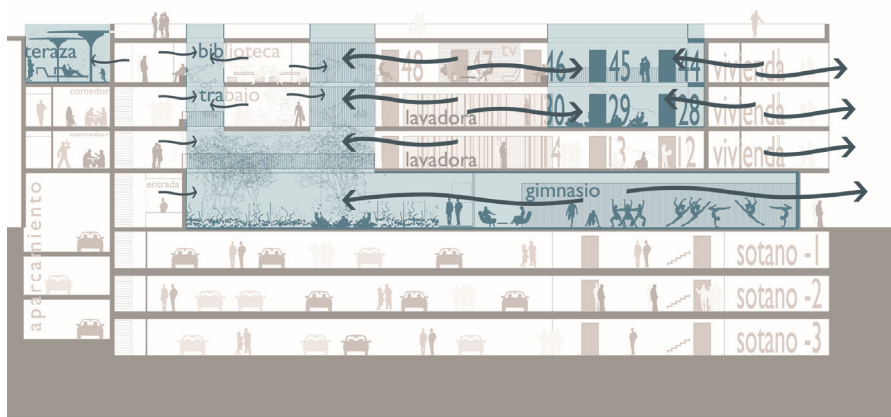 teraza biblioteca 48 47 tv 46 45 44 vivienda
comedor trabajo lavadora 30 29 28 vivienda
comedor lavadora 14 13 12 vivienda
entrada gimnasio
aparcamiento
sotano -1
sotano -2
sotano -3